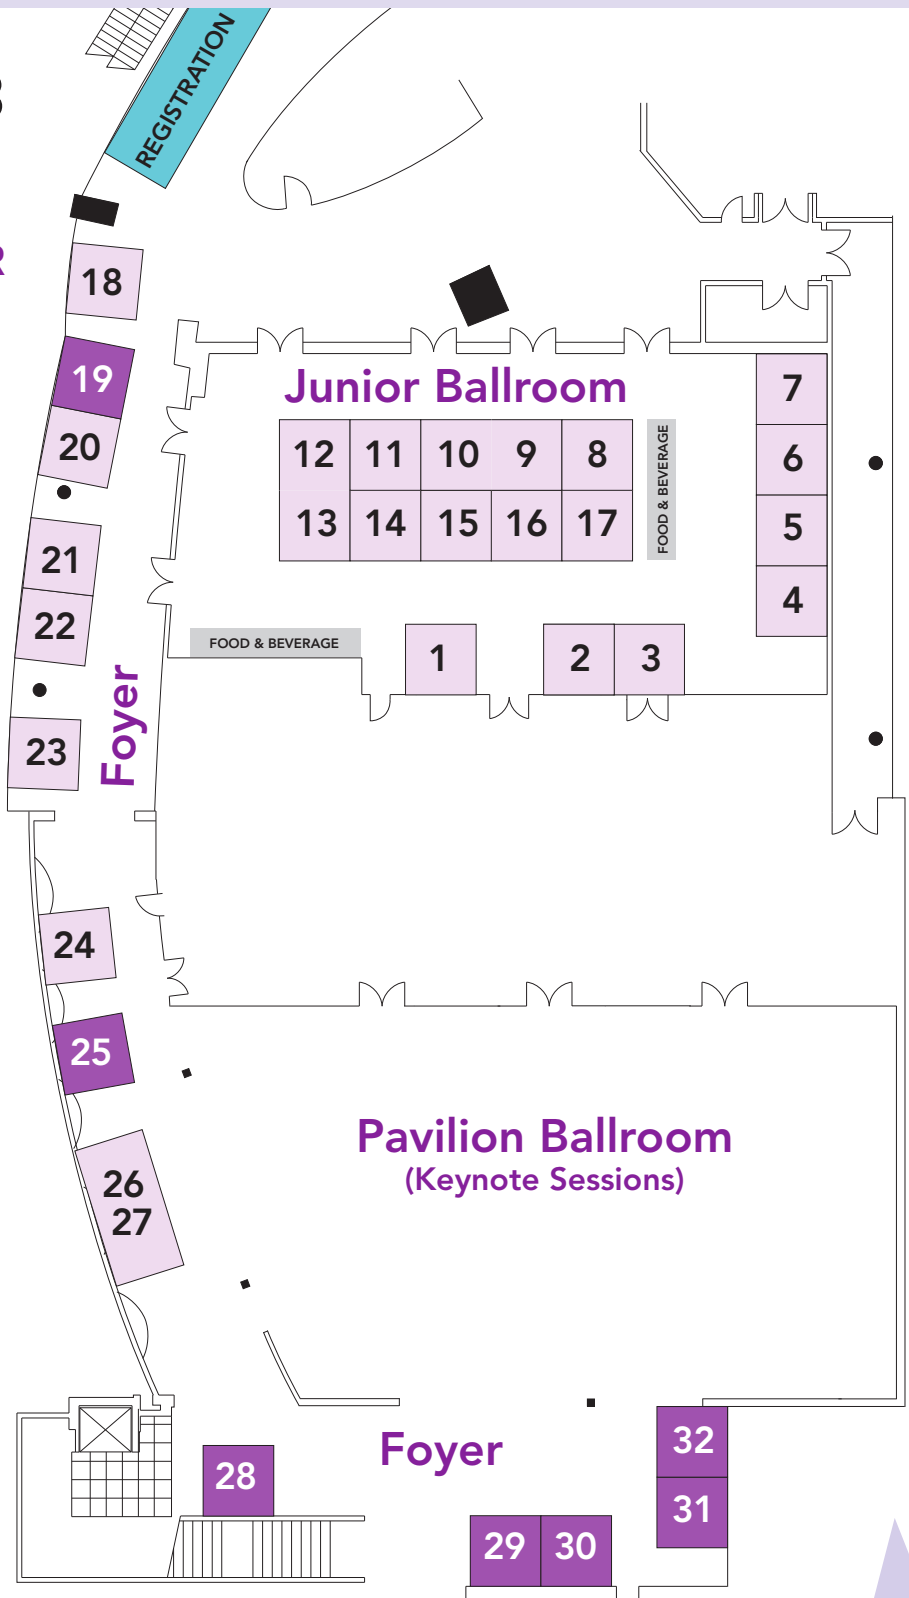 REGISTRATION
18
19
20
21
22
23
Foyer
Junior Ballroom
12 11 10 9 8
13 14 15 16 17
FOOD & BEVERAGE
7
6
5
4
FOOD & BEVERAGE
1 2 3
24
25
26
27
Pavilion Ballroom
(Keynote Sessions)
Foyer
28
29 30
32
31